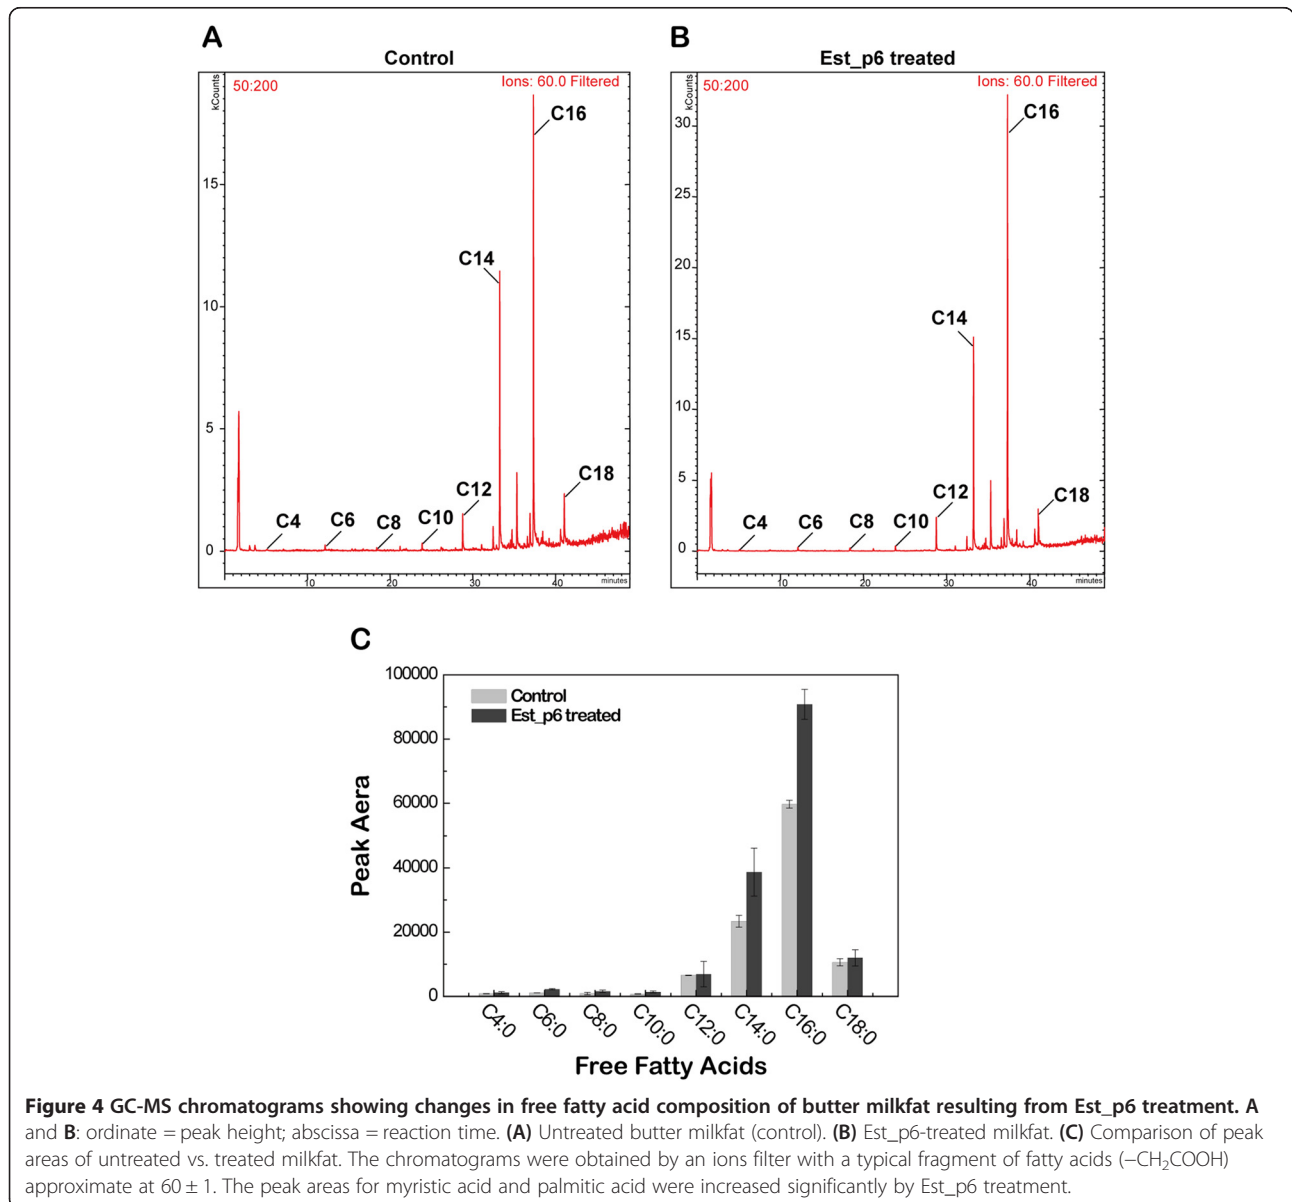 A
Control
50:200
Ions: 60.0 Filtered
kCounts
C16
15
C14
10
5
C18
C12
C10
C4
C6
C8
0
10
30
40
minutes
B
Est_p6 treated
50:200
Ions: 60.0 Filtered
kCounts
30
C16
25
20
C14
15
10
5
C12
C18
C4
C6
C8
C10
0
10
20
30
40
minutes
C
100000
Control
Est_p6 treated
80000
60000
40000
20000
0
Peak Aera
C4:0
C6:0
C8:0
C10:0
C12:0
C14:0
C16:0
C18:0
Free Fatty Acids
Figure 4 GC-MS chromatograms showing changes in free fatty acid composition of butter milkfat resulting from Est_p6 treatment. A
and B: ordinate = peak height; abscissa = reaction time. (A) Untreated butter milkfat (control). (B) Est_p6-treated milkfat. (C) Comparison of peak
areas of untreated vs. treated milkfat. The chromatograms were obtained by an ions filter with a typical fragment of fatty acids (−CH₂COOH)
approximate at 60 ± 1. The peak areas for myristic acid and palmitic acid were increased significantly by Est_p6 treatment.